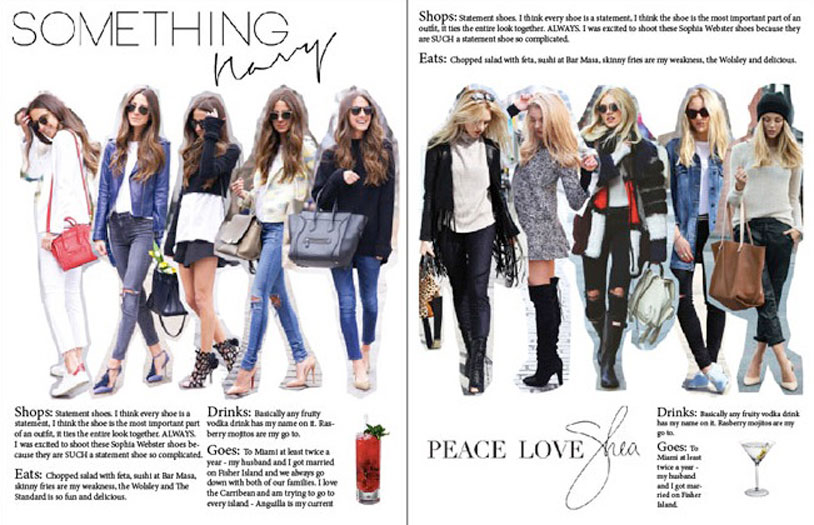 SOMETHING
Navy
Shops: Statement shoes. I think every shoe is a
statement, I think the shoe is the most important part
of an outfit, it ties the entire look together. ALWAYS.
I was excited to shoot these Sophia Webster shoes be-
cause they are SUCH a statement shoe so complicated.
Eats: Chopped salad with feta, sushi at Bar Masa,
skinny fries are my weakness, the Wolsley and The
Standard is so fun and delicious.
Drinks: Basically any fruity
vodka drink has my name on it. Ras-
berry mojitos are my go to.
Goes: To Miami at least twice a
year - my husband and I got married
on Fisher Island and we always go
down with both of our families. I love
the Carribean and am trying to go to
every island - Anguilla is my current
Shops: Statement shoes. I think every shoe is a statement, I think the shoe is the most important part of an
outfit, it ties the entire look together. ALWAYS. I was excited to shoot these Sophia Webster shoes because they
are SUCH a statement shoe so complicated.
Eats: Chopped salad with feta, sushi at Bar Masa, skinny fries are my weakness, the Wolsley and delicious.
PEACE LOVE Shea
Drinks: Basically any fruity vodka drink
has my name on it. Rasberry mojitos are my
go to.
Goes: To
Miami at least
twice a year -
my husband
and I got mar-
ried on Fisher
Island.